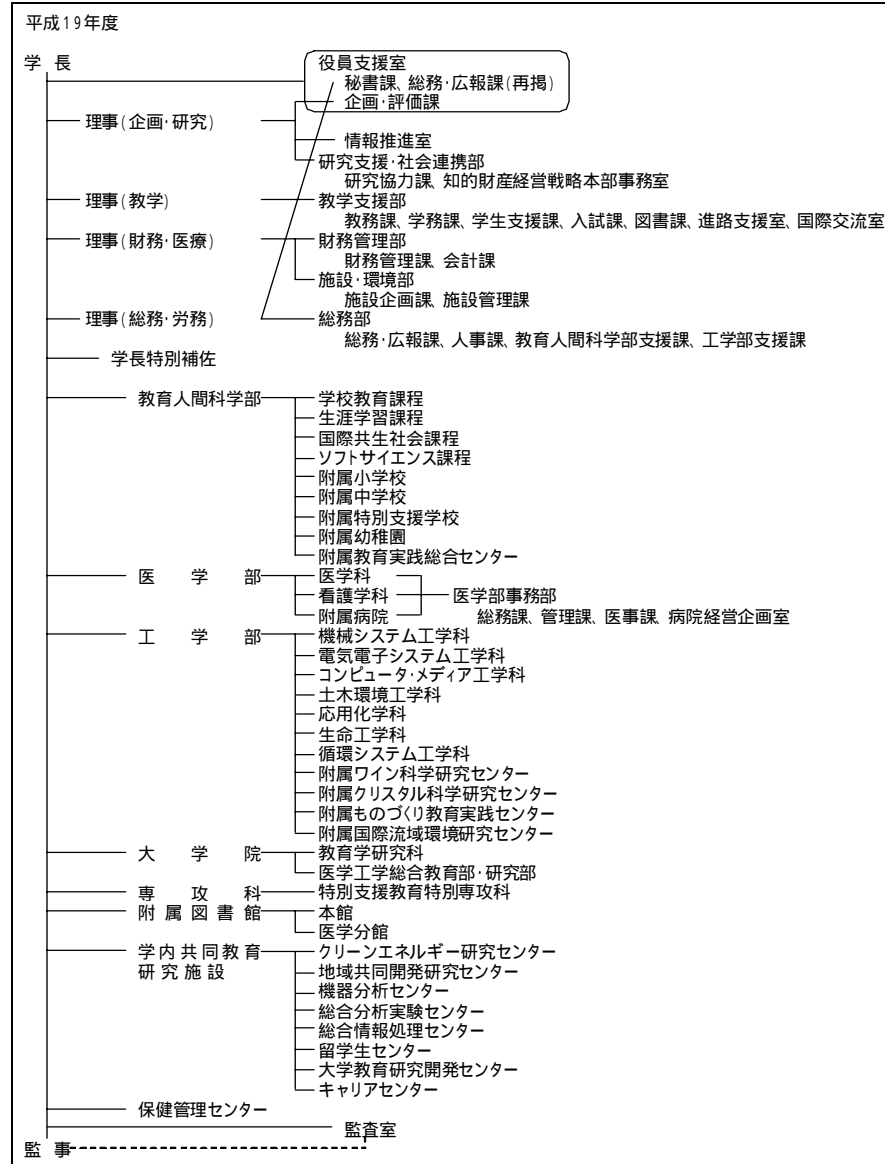 平成19年度
学長
役員支援室
秘書課、総務・広報課(再掲)
企画・評価課
理事(企画・研究)
情報推進室
研究支援・社会連携部
研究協力課、知的財産経営戦略本部事務室
理事(教学) 教学支援部
教務課、学務課、学生支援課、入試課、図書課、進路支援室、国際交流室
理事(財務・医療) 財務管理部
財務管理課、会計課
施設・環境部
施設企画課、施設管理課
理事(総務・労務) 総務部
総務・広報課、人事課、教育人間科学部支援課、工学部支援課
学長特別補佐
教育人間科学部 学校教育課程
生涯学習課程
国際共生社会課程
ソフトサイエンス課程
附属小学校
附属中学校
附属特別支援学校
附属幼稚園
附属教育実践総合センター
医学部 医学科
看護学科 医学部事務部
附属病院 総務課、管理課、医事課、病院経営企画室
工学部 機械システム工学科
電気電子システム工学科
コンピュータ・メディア工学科
土木環境工学科
応用化学科
生命工学科
循環システム工学科
附属ワイン科学研究センター
附属クリスタル科学研究センター
附属ものづくり教育実践センター
附属国際流域環境研究センター
大学院 教育学研究科
医学工学総合教育部・研究部
専攻科 特別支援教育特別専攻科
附属図書館 本館
医学分館
学内共同教育 クリーンエネルギー研究センター
研究施設 地域共同開発研究センター
機器分析センター
総合分析実験センター
総合情報処理センター
留学生センター
大学教育研究開発センター
キャリアセンター
保健管理センター
監査室
監事